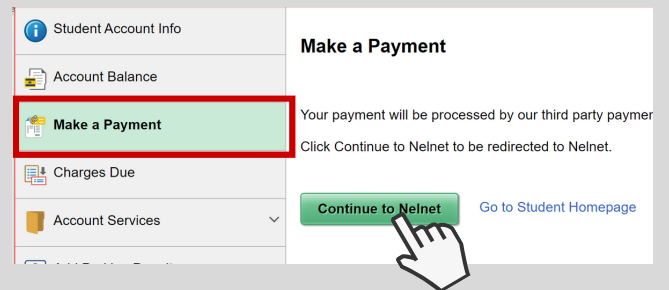 Student Account Info
Account Balance
Make a Payment
Charges Due
Account Services
Make a Payment
Your payment will be processed by our third party
Click Continue to Nelnet to be redirected to Nelnet.
Continue to Nelnet
Go to Student Homepage